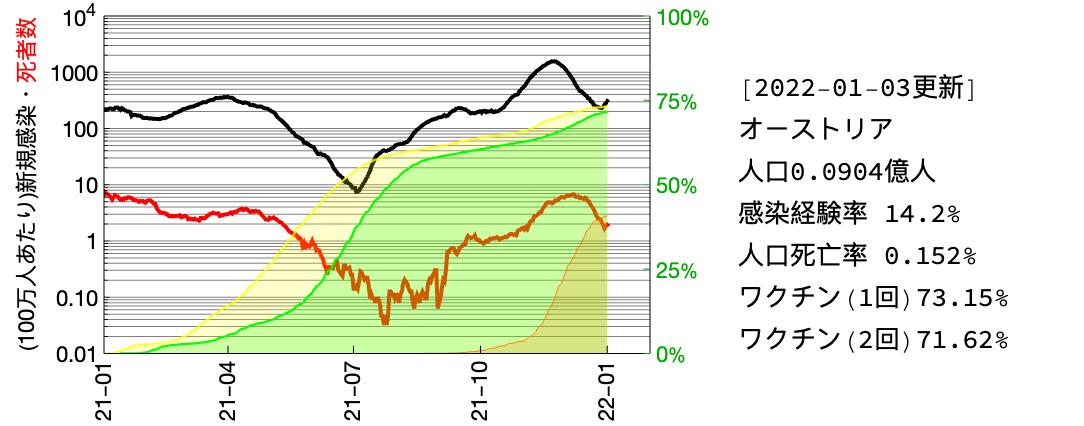 (100万人あたり)新規感染・死者数
10^4
1000
100
10
1
0.10
0.01
100%
75%
50%
25%
0%
21-01
21-04
21-07
21-10
22-01
[2022-01-03更新]
オーストリア
人口0.0904億人
感染経験率 14.2%
人口死亡率 0.152%
ワクチン(1回)73.15%
ワクチン(2回)71.62%